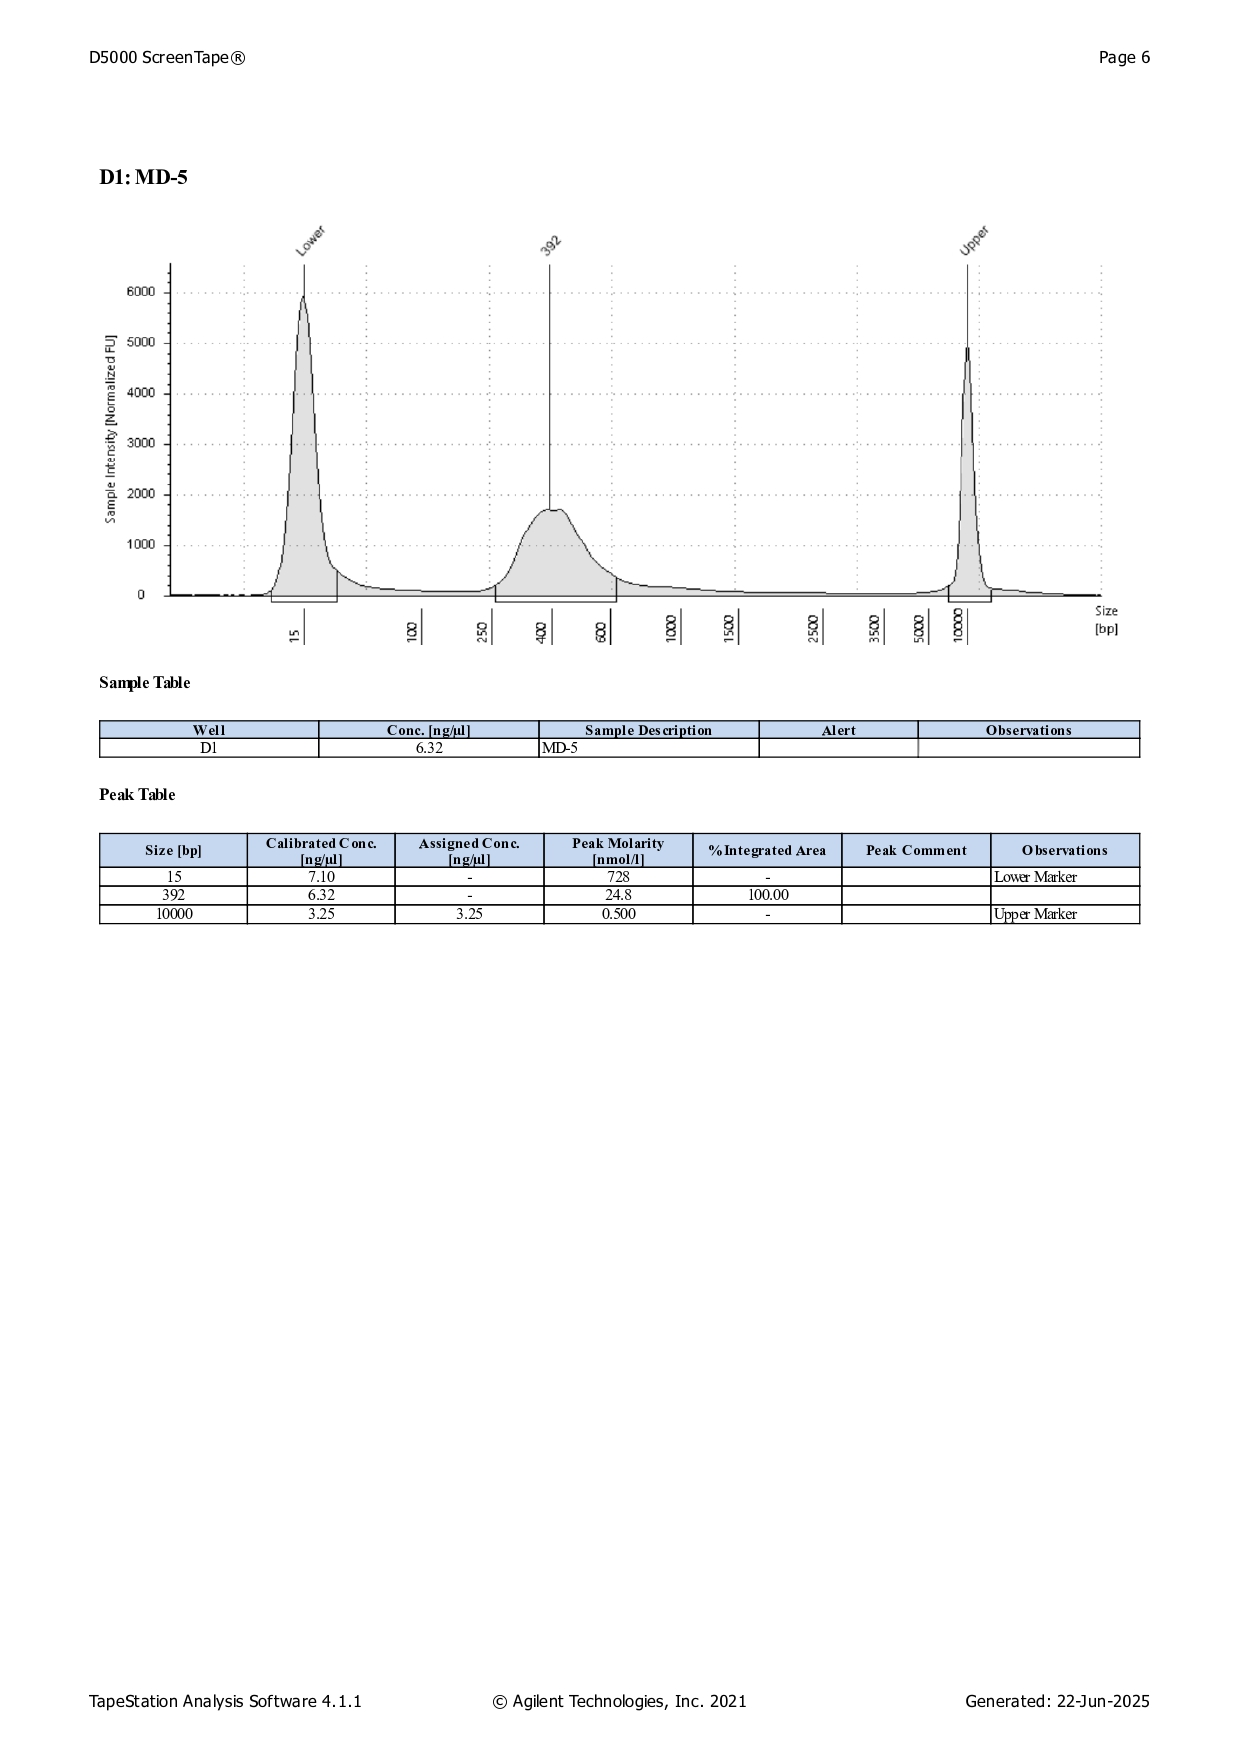 D5000 ScreenTape®
Page 6
D1: MD-5
Lower
392
Upper
Sample Intensity [Normalized FU]
6000
5000
4000
3000
2000
1000
0
15
100
250
400
600
1000
1500
2500
3500
5000
10000
Size
[bp]
Sample Table
Well Conc. [ng/µl] Sample Description Alert Observations
D1 6.32 MD-5
Peak Table
Size [bp] Calibrated Conc. [ng/µl] Assigned Conc. [ng/µl] Peak Molarity [nmol/l] % Integrated Area Peak Comment Observations
15 7.10 - 728 - Lower Marker
392 6.32 - 24.8 100.00
10000 3.25 3.25 0.500 - Upper Marker
TapeStation Analysis Software 4.1.1
© Agilent Technologies, Inc. 2021
Generated: 22-Jun-2025